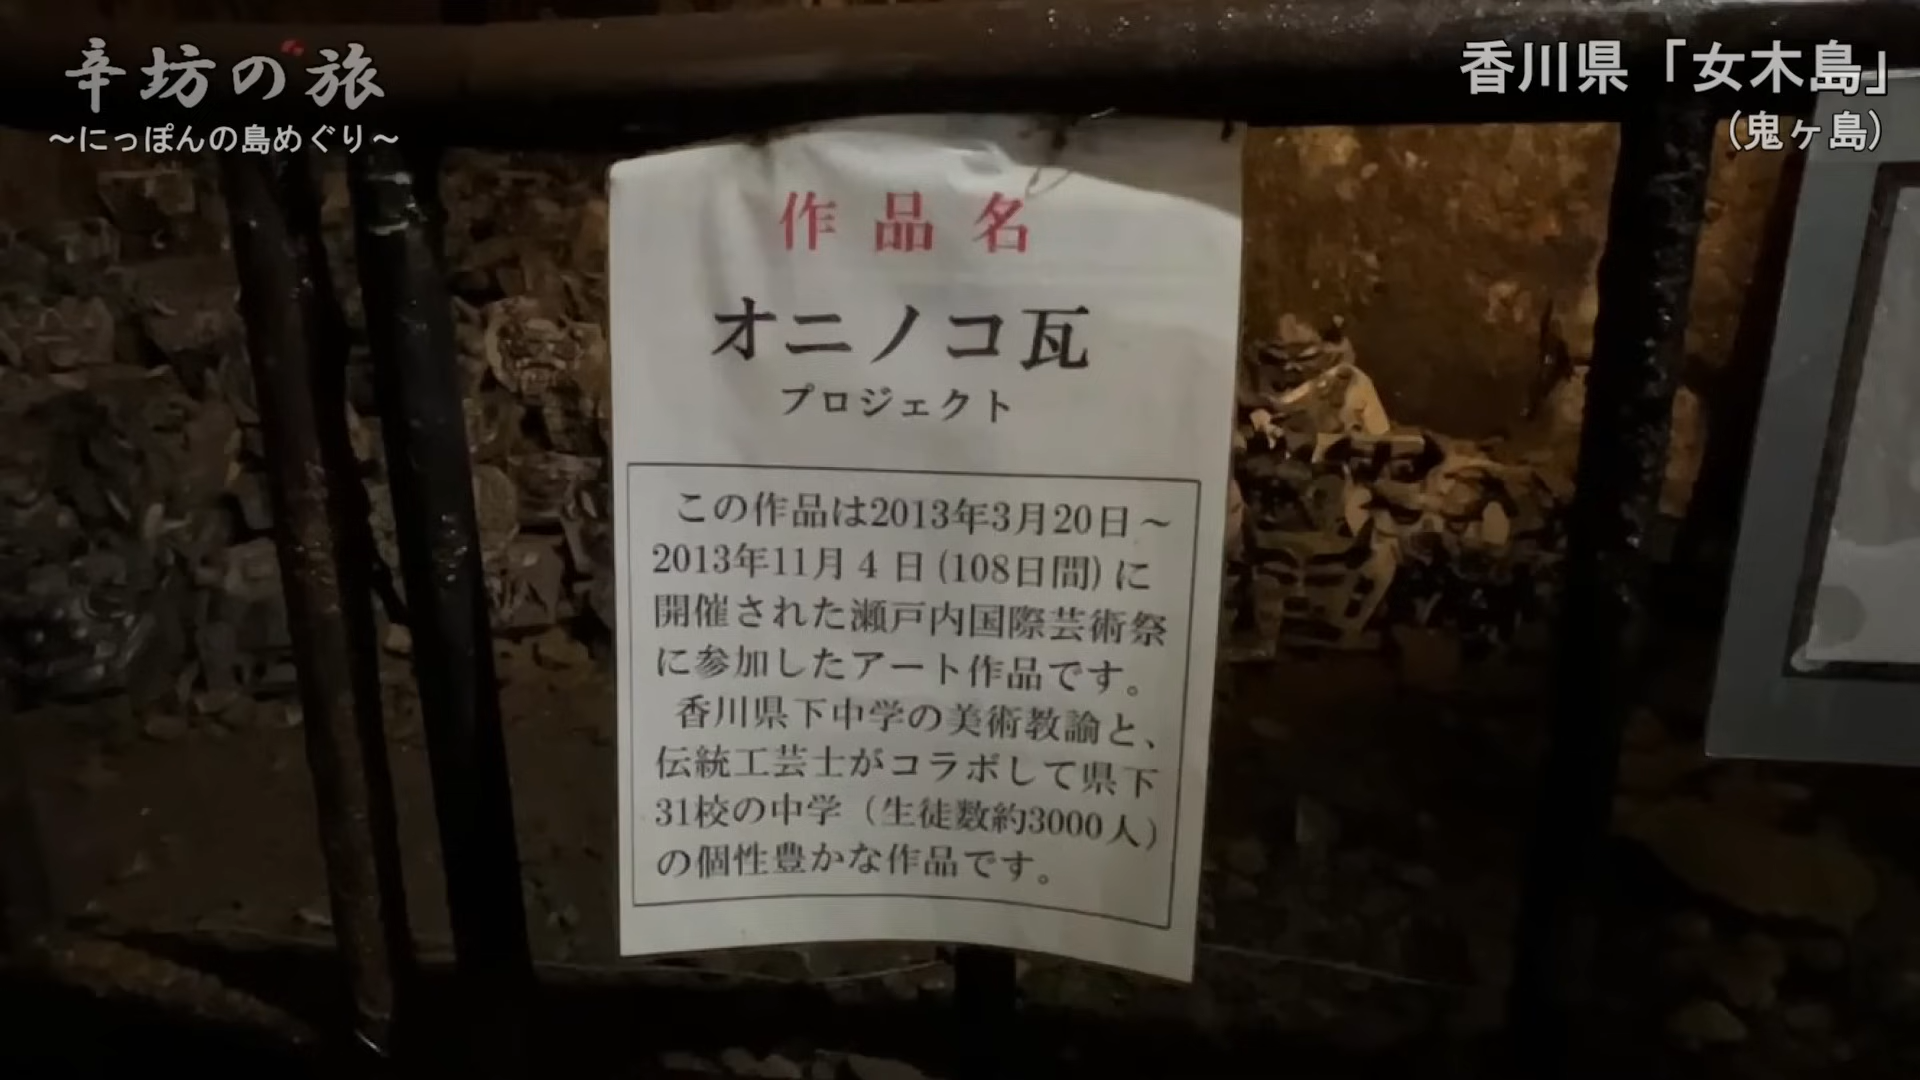 辛坊の旅
～にっぽんの島めぐり～
香川県「女木島」
(鬼ヶ島)
作品名
オニノコ瓦
プロジェクト
この作品は2013年3月20日～
2013年11月4日(108日間)に
開催された瀬戸内国際芸術祭
に参加したアート作品です。
香川県下中学の美術教諭と、
伝統工芸士がコラボして県下
31校の中学（生徒数約3000人）
の個性豊かな作品です。